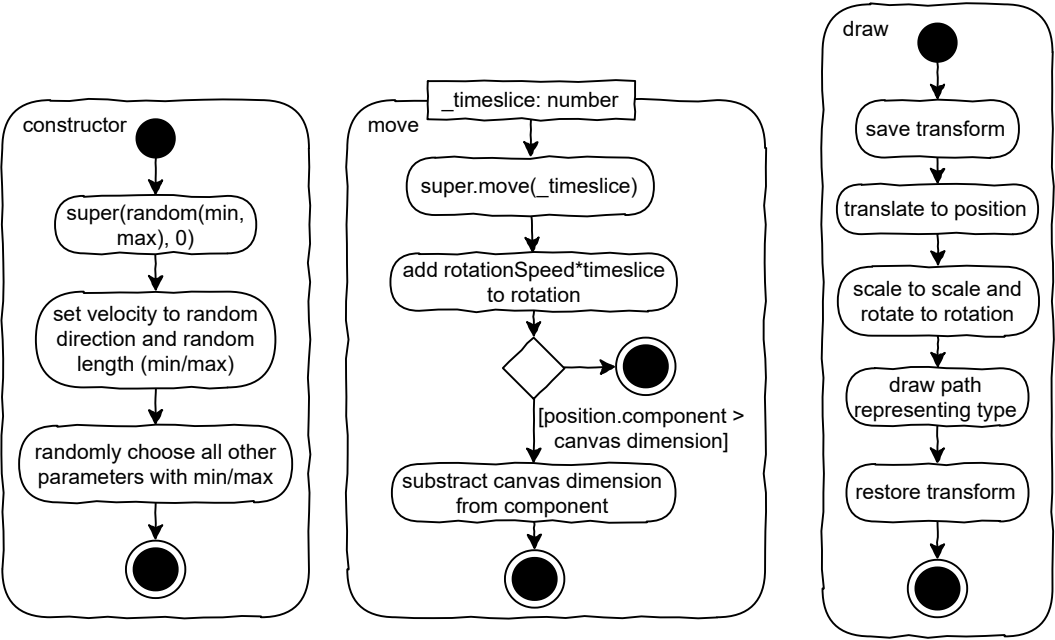 constructor
super(random(min,
max), 0)
set velocity to random
direction and random
length (min/max)
randomly choose all other
parameters with min/max
_timeslice: number
move
super.move(_timeslice)
add rotationSpeed*timeslice
to rotation
[position.component >
canvas dimension]
substract canvas dimension
from component
draw
save transform
translate to position
scale to scale and
rotate to rotation
draw path
representing type
restore transform